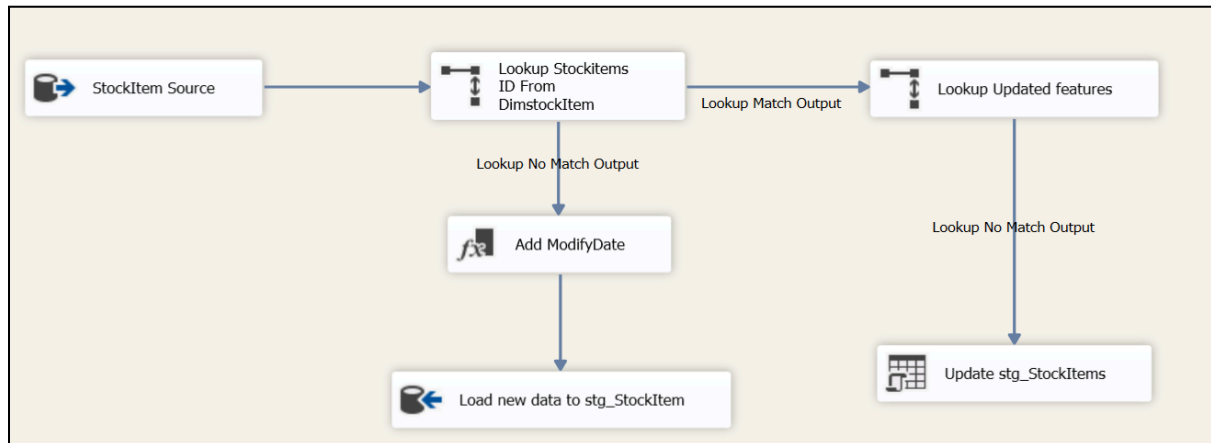 StockItem Source
Lookup Stockitems
ID From
DimstockItem
Lookup Match Output
Lookup Updated features
Lookup No Match Output
Lookup No Match Output
Add ModifyDate
Load new data to stg_StockItem
Update stg_StockItems